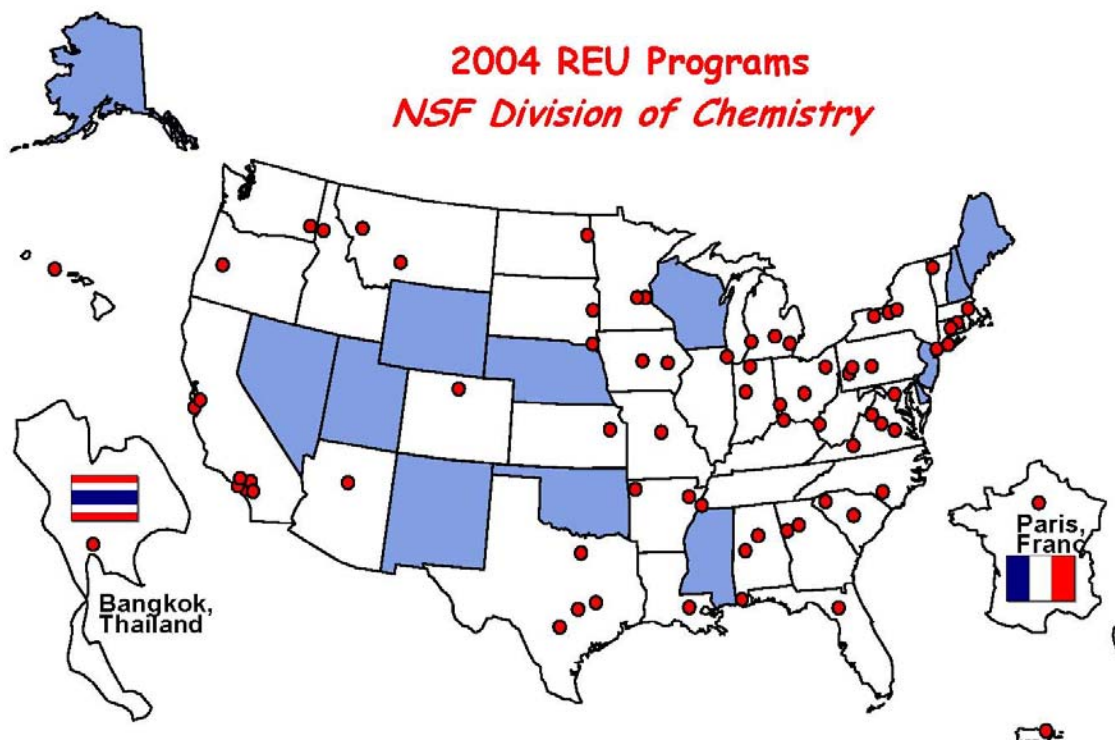 2004 REU Programs
NSF Division of Chemistry
Paris,
Franc
Bangkok,
Thailand